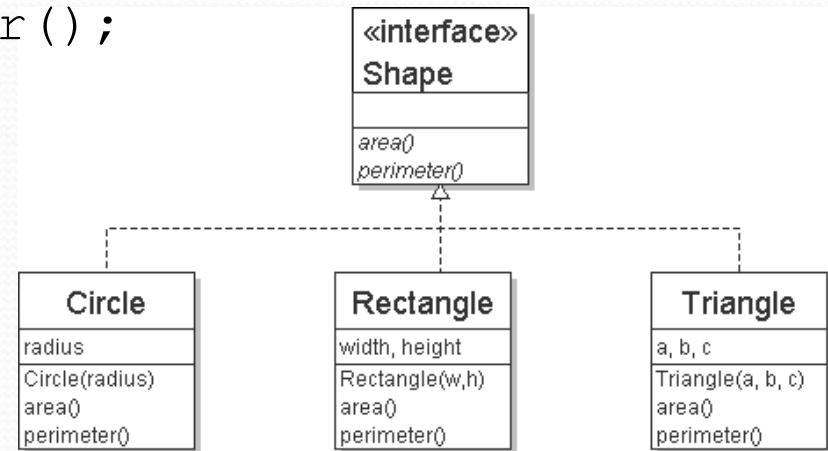 r();
«interface»
Shape
area()
perimeter()
Circle
radius
Circle(radius)
area()
perimeter()
Rectangle
width, height
Rectangle(w,h)
area()
perimeter()
Triangle
a, b, c
Triangle(a, b, c)
area()
perimeter()